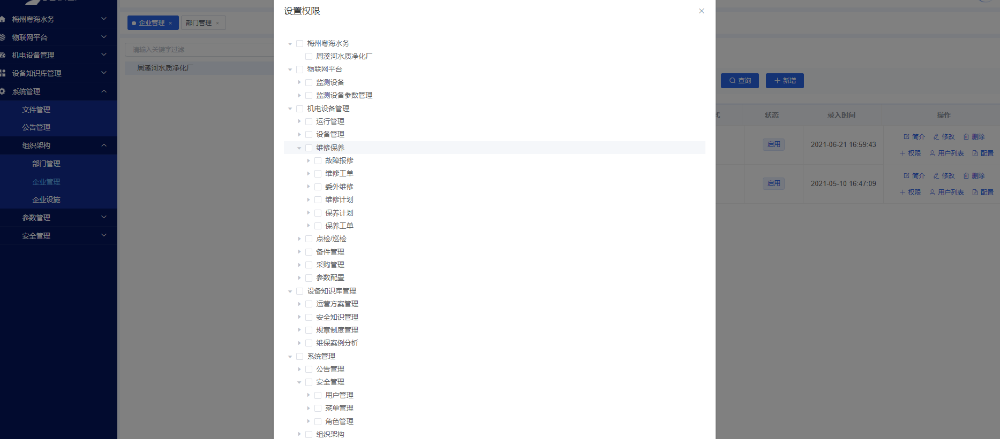 梅州粤海水务
物联网平台
机电设备管理
设备知识库管理
系统管理
文件管理
公告管理
组织架构
部门管理
企业管理
企业设施
参数管理
安全管理
企业管理 ×
部门管理 ×
请输入关键字过滤
周溪河水质净化厂
设置权限
梅州粤海水务
周溪河水质净化厂
物联网平台
监测设备
监测设备参数管理
机电设备管理
运行管理
设备管理
维修保养
故障报修
维修工单
委外维修
维修计划
保养计划
保养工单
点检/巡检
备件管理
采购管理
参数配置
设备知识库管理
运营方案管理
安全知识管理
规章制度管理
维保案例分析
系统管理
公告管理
安全管理
用户管理
菜单管理
角色管理
组织架构
查询 新增
式 状态 录入时间 操作
启用 2021-06-21 16:59:43 简介 修改 删除
权限 用户列表 配置
启用 2021-05-10 16:47:09 简介 修改 删除
权限 用户列表 配置